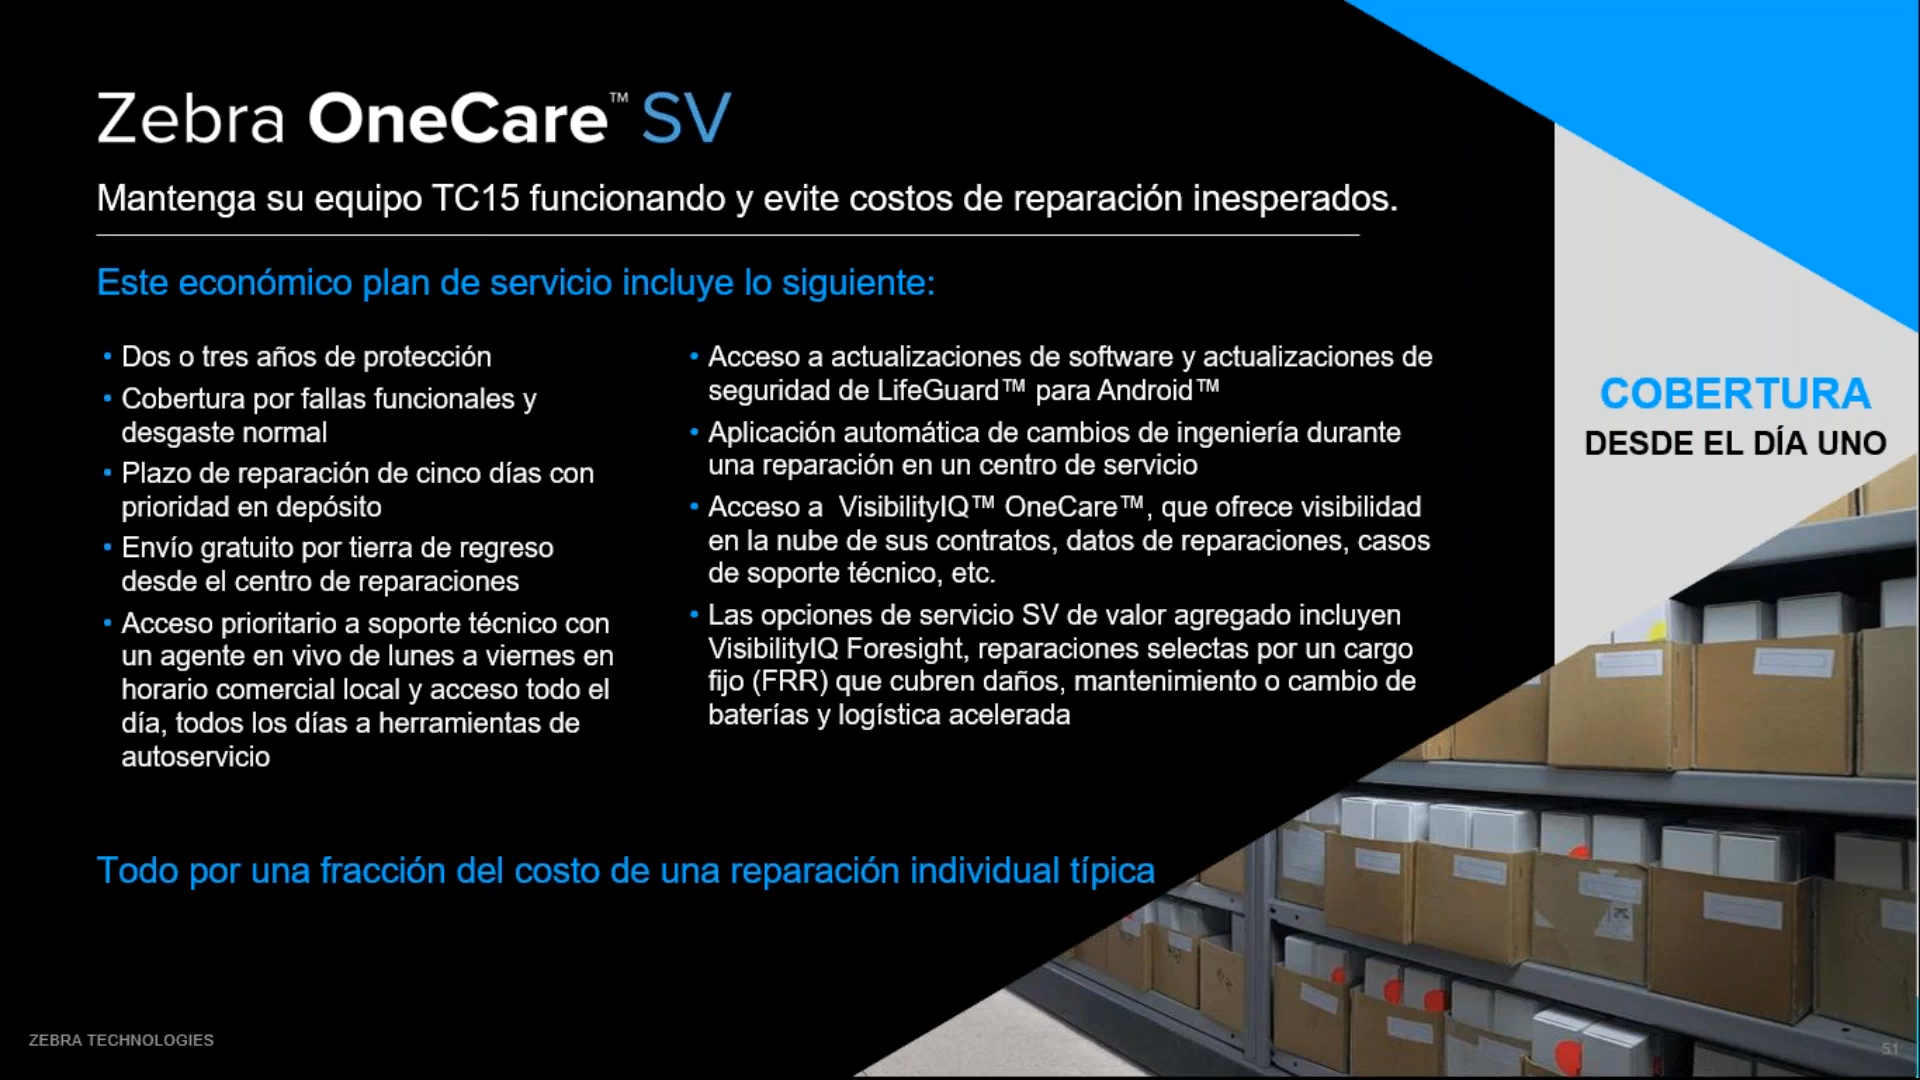 Zebra OneCare™ SV
Mantenga su equipo TC15 funcionando y evite costos de reparación inesperados.
Este económico plan de servicio incluye lo siguiente:
• Dos o tres años de protección
• Cobertura por fallas funcionales y
desgaste normal
• Plazo de reparación de cinco días con
prioridad en depósito
• Envío gratuito por tierra de regreso
desde el centro de reparaciones
• Acceso prioritario a soporte técnico con
un agente en vivo de lunes a viernes en
horario comercial local y acceso todo el
día, todos los días a herramientas de
autoservicio
• Acceso a actualizaciones de software y actualizaciones de
seguridad de LifeGuard™ para Android™
• Aplicación automática de cambios de ingeniería durante
una reparación en un centro de servicio
• Acceso a VisibilityIQ™ OneCare™, que ofrece visibilidad
en la nube de sus contratos, datos de reparaciones, casos
de soporte técnico, etc.
• Las opciones de servicio SV de valor agregado incluyen
VisibilityIQ Foresight, reparaciones selectas por un cargo
fijo (FRR) que cubren daños, mantenimiento o cambio de
baterías y logística acelerada
COBERTURA
DESDE EL DÍA UNO
Todo por una fracción del costo de una reparación individual típica
ZEBRA TECHNOLOGIES
51